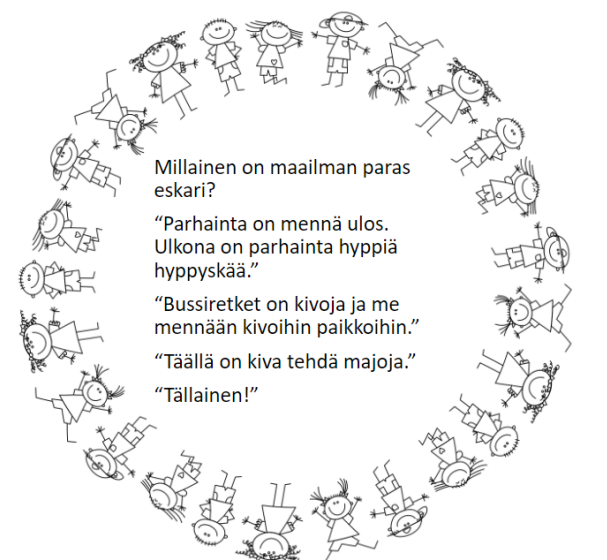 Millainen on maailman paras
eskari?
“Parhainta on mennä ulos.
Ulkona on parhainta hyppiä
hyppyskää.”
“Bussiretket on kivoja ja me
mennään kivoihin paikkoihin.”
“Täällä on kiva tehdä majoja.”
“Tällainen!”